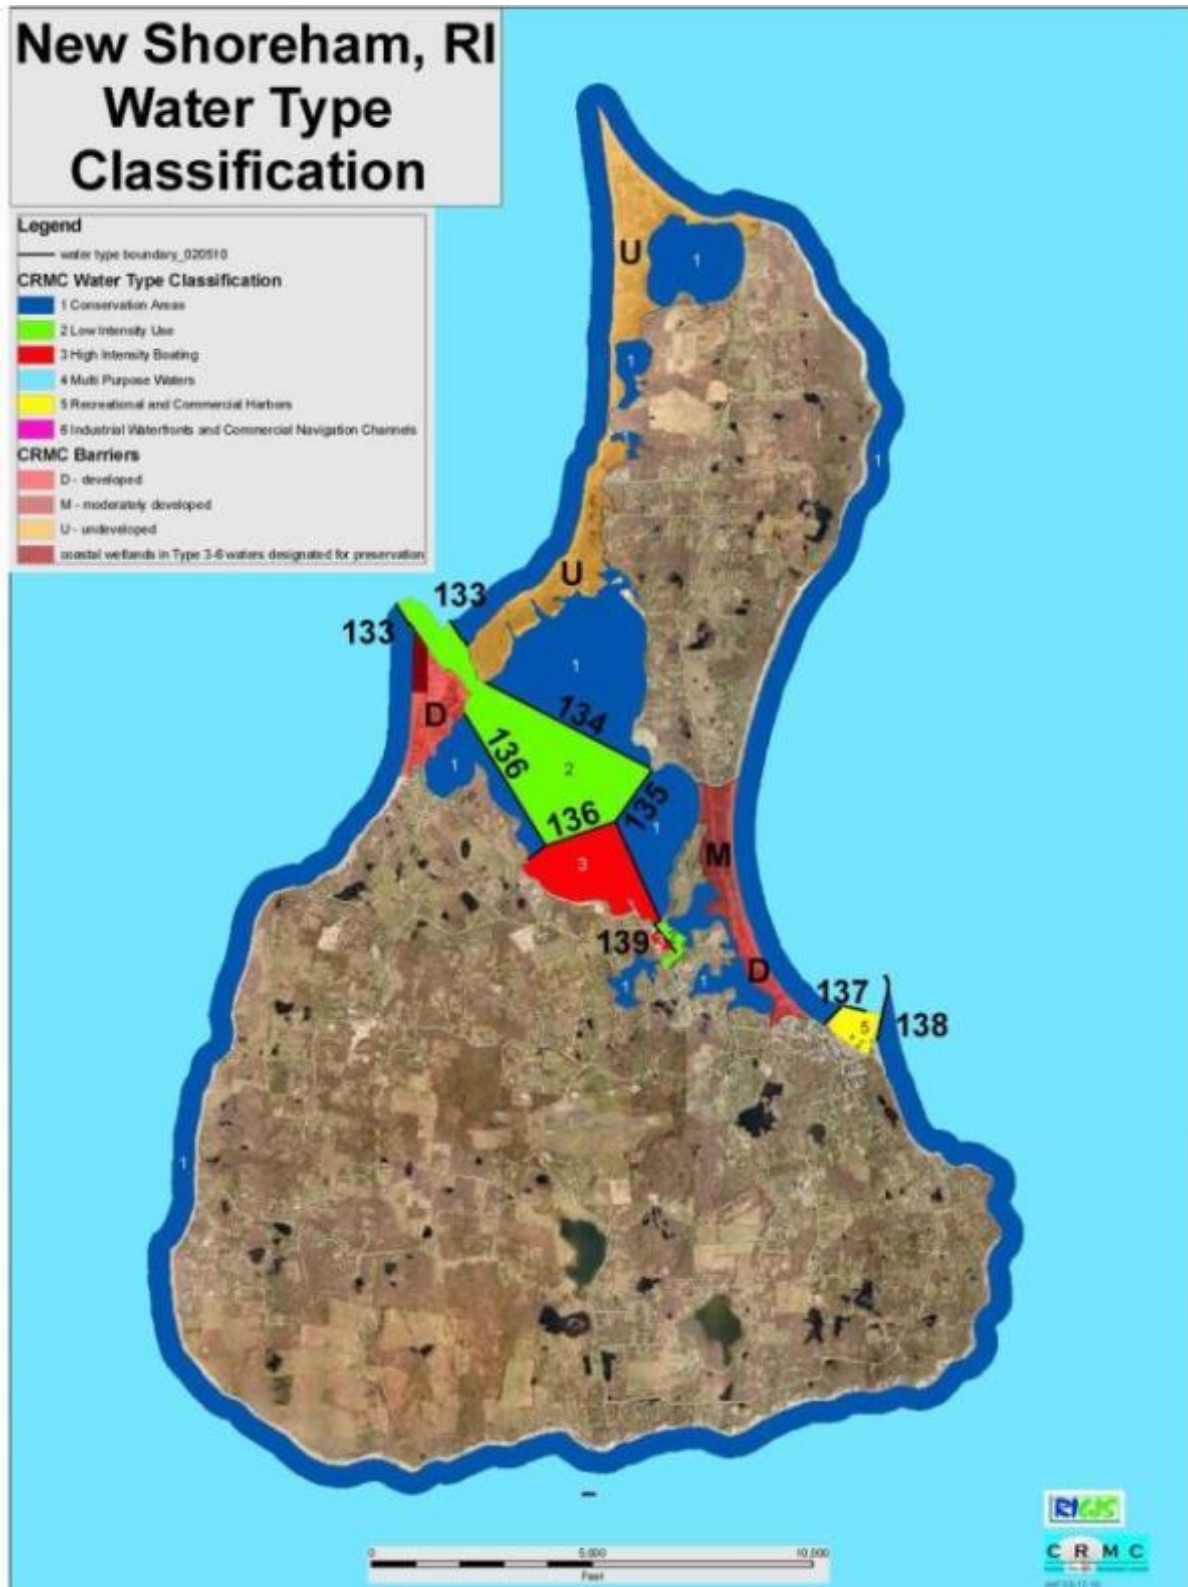 New Shoreham, RI
Water Type
Classification
Legend
water type boundary_020510
CRMC Water Type Classification
1 Conservation Areas
2 Low Intensity Use
3 High Intensity Boating
4 Multi Purpose Waters
5 Recreational and Commercial Harbors
6 Industrial Waterfronts and Commercial Navigation Channels
CRMC Barriers
D - developed
M - moderately developed
U - undeveloped
coastal wetlands in Type 3-6 waters designated for preservation
U
1
1
1
1
U
133
133
1
134
D
136
2
1
135
136
1
M
3
139
D
1
1
137
5
138
1
0
5,000
10,000
Feet
RIGIS
C R M C